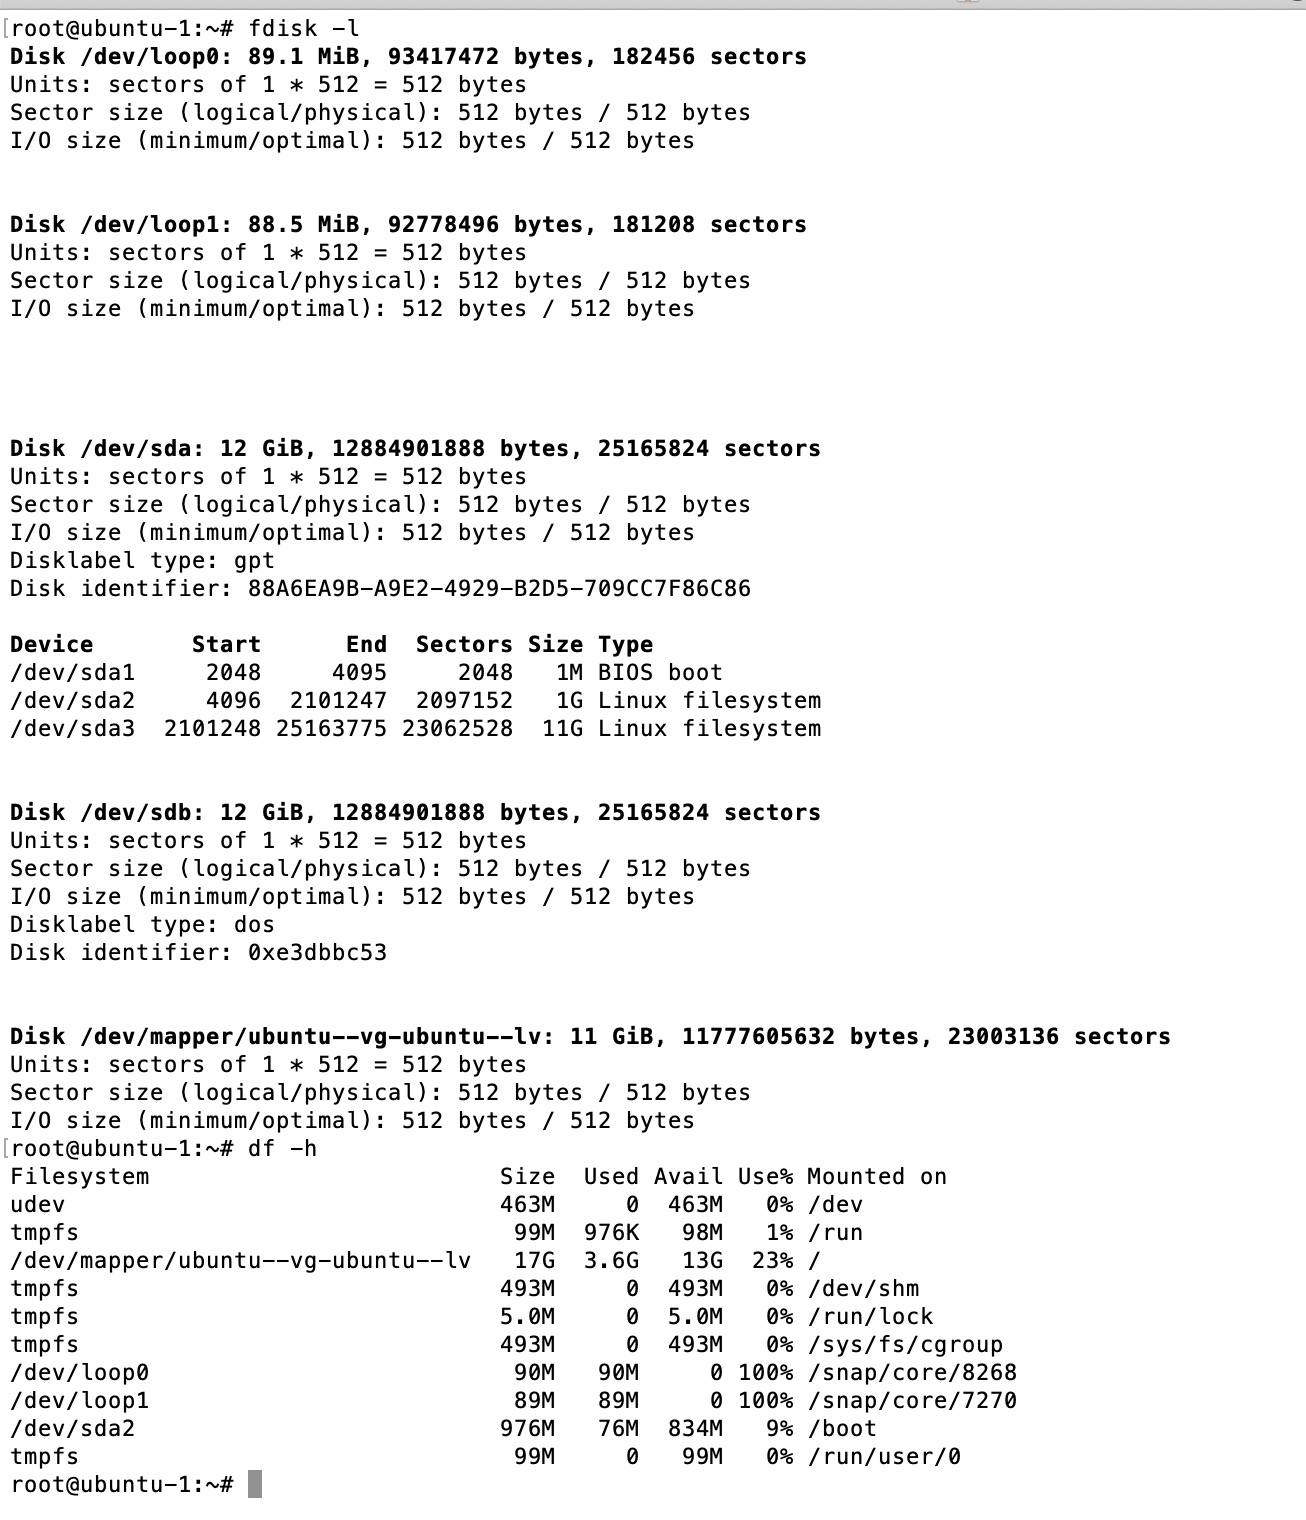 [root@ubuntu-1:~# fdisk -l
Disk /dev/loop0: 89.1 MiB, 93417472 bytes, 182456 sectors
Units: sectors of 1 * 512 = 512 bytes
Sector size (logical/physical): 512 bytes / 512 bytes
I/O size (minimum/optimal): 512 bytes / 512 bytes
Disk /dev/loop1: 88.5 MiB, 92778496 bytes, 181208 sectors
Units: sectors of 1 * 512 = 512 bytes
Sector size (logical/physical): 512 bytes / 512 bytes
I/O size (minimum/optimal): 512 bytes / 512 bytes
Disk /dev/sda: 12 GiB, 12884901888 bytes, 25165824 sectors
Units: sectors of 1 * 512 = 512 bytes
Sector size (logical/physical): 512 bytes / 512 bytes
I/O size (minimum/optimal): 512 bytes / 512 bytes
Disklabel type: gpt
Disk identifier: 88A6EA9B-A9E2-4929-B2D5-709CC7F86C86
Device       Start      End  Sectors Size Type
/dev/sda1     2048     4095     2048   1M BIOS boot
/dev/sda2     4096  2101247  2097152   1G Linux filesystem
/dev/sda3  2101248 25163775 23062528  11G Linux filesystem
Disk /dev/sdb: 12 GiB, 12884901888 bytes, 25165824 sectors
Units: sectors of 1 * 512 = 512 bytes
Sector size (logical/physical): 512 bytes / 512 bytes
I/O size (minimum/optimal): 512 bytes / 512 bytes
Disklabel type: dos
Disk identifier: 0xe3dbbc53
Disk /dev/mapper/ubuntu--vg-ubuntu--lv: 11 GiB, 11777605632 bytes, 23003136 sectors
Units: sectors of 1 * 512 = 512 bytes
Sector size (logical/physical): 512 bytes / 512 bytes
I/O size (minimum/optimal): 512 bytes / 512 bytes
[root@ubuntu-1:~# df -h
Filesystem                         Size  Used Avail Use% Mounted on
udev                               463M     0  463M   0% /dev
tmpfs                               99M  976K   98M   1% /run
/dev/mapper/ubuntu--vg-ubuntu--lv   17G  3.6G   13G  23% /
tmpfs                              493M     0  493M   0% /dev/shm
tmpfs                              5.0M     0  5.0M   0% /run/lock
tmpfs                              493M     0  493M   0% /sys/fs/cgroup
/dev/loop0                          90M   90M     0 100% /snap/core/8268
/dev/loop1                          89M   89M     0 100% /snap/core/7270
/dev/sda2                          976M   76M  834M   9% /boot
tmpfs                               99M     0   99M   0% /run/user/0
root@ubuntu-1:~#